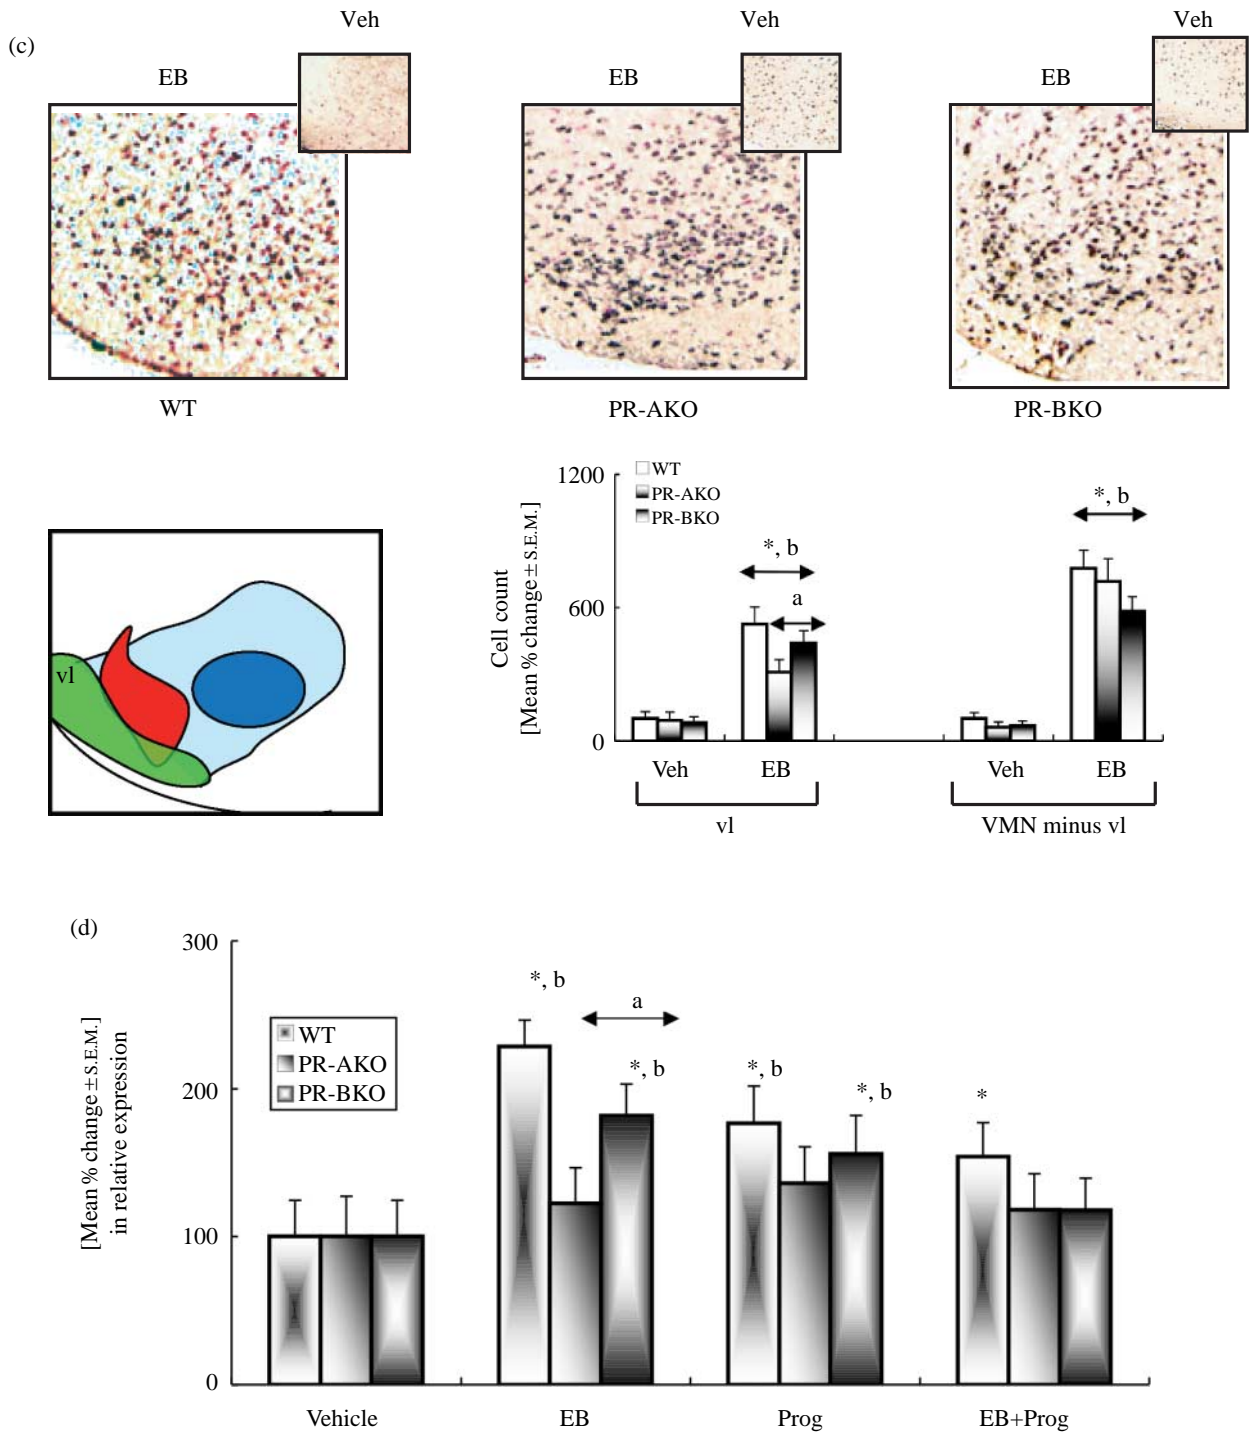 (c)
Veh
Veh
Veh
EB
EB
EB
WT
PR-AKO
PR-BKO
vl
Cell count
[Mean % change ± S.E.M.]
1200
600
0
WT
PR-AKO
PR-BKO
*, b
a
*, b
Veh
EB
Veh
EB
vl
VMN minus vl
(d)
[Mean % change ± S.E.M.]
in relative expression
300
200
100
0
WT
PR-AKO
PR-BKO
*, b
a
*, b
*, b
*, b
*
Vehicle
EB
Prog
EB+Prog